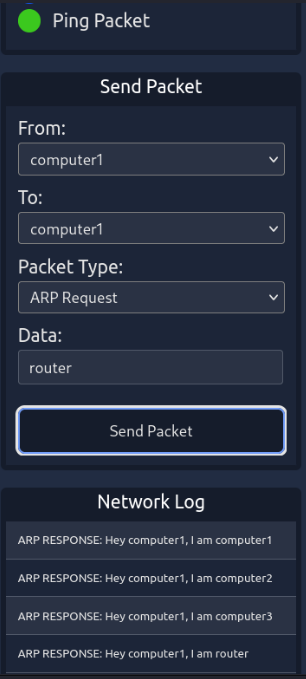 Ping Packet
Send Packet
From:
computer1
To:
computer1
Packet Type:
ARP Request
Data:
router
Send Packet
Network Log
ARP RESPONSE: Hey computer1, I am computer1
ARP RESPONSE: Hey computer1, I am computer2
ARP RESPONSE: Hey computer1, I am computer3
ARP RESPONSE: Hey computer1, I am router